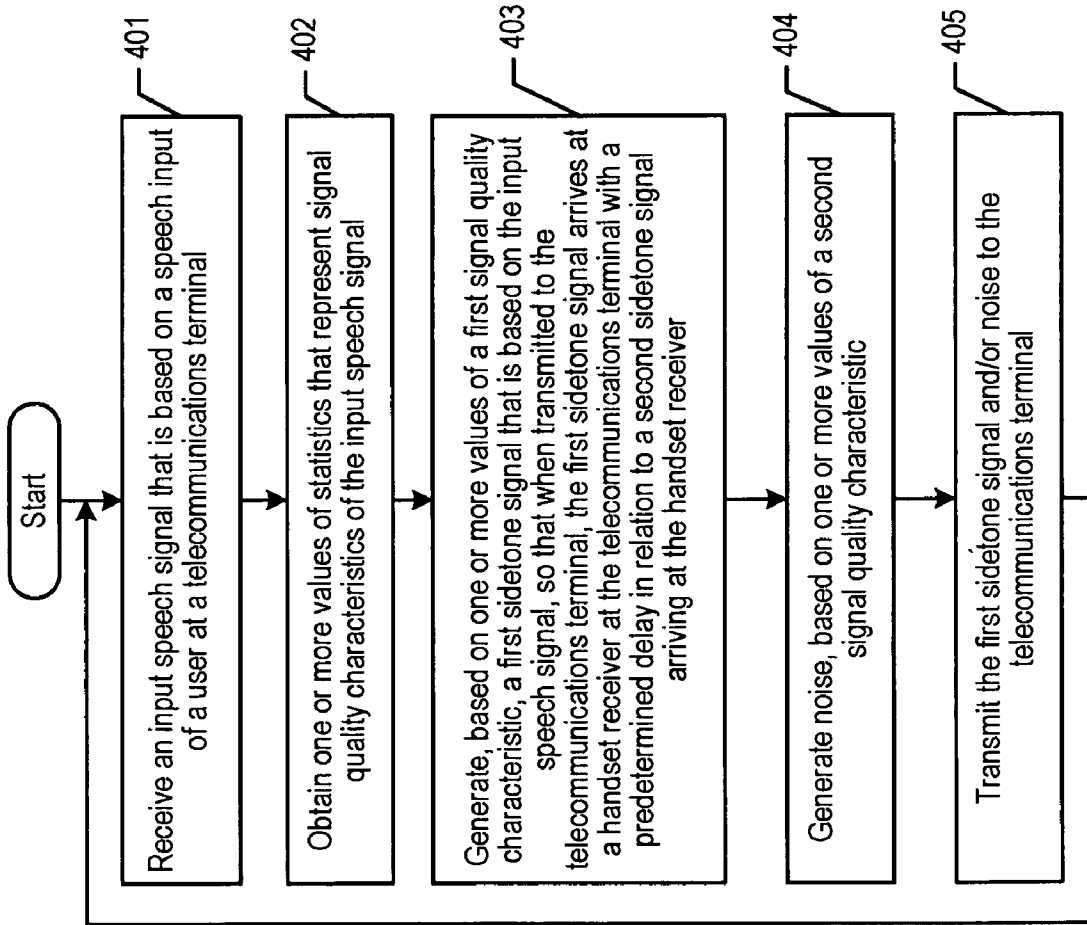 Start
401
Receive an input speech signal that is based on a speech input
of a user at a telecommunications terminal
402
Obtain one or more values of statistics that represent signal
quality characteristics of the input speech signal
403
Generate, based on one or more values of a first signal quality
characteristic, a first sidetone signal that is based on the input
speech signal, so that when transmitted to the
telecommunications terminal, the first sidetone signal arrives at
a handset receiver at the telecommunications terminal with a
predetermined delay in relation to a second sidetone signal
arriving at the handset receiver
404
Generate noise, based on one or more values of a second
signal quality characteristic
405
Transmit the first sidetone signal and/or noise to the
telecommunications terminal